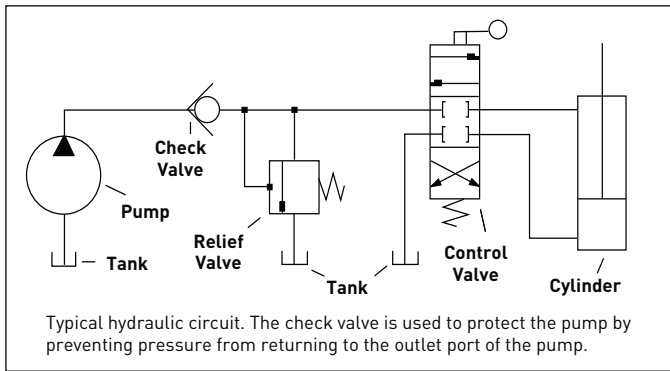 Check
Valve
Pump
Tank
Relief
Valve
Tank
Control
Valve
Cylinder
Typical hydraulic circuit. The check valve is used to protect the pump by
preventing pressure from returning to the outlet port of the pump.